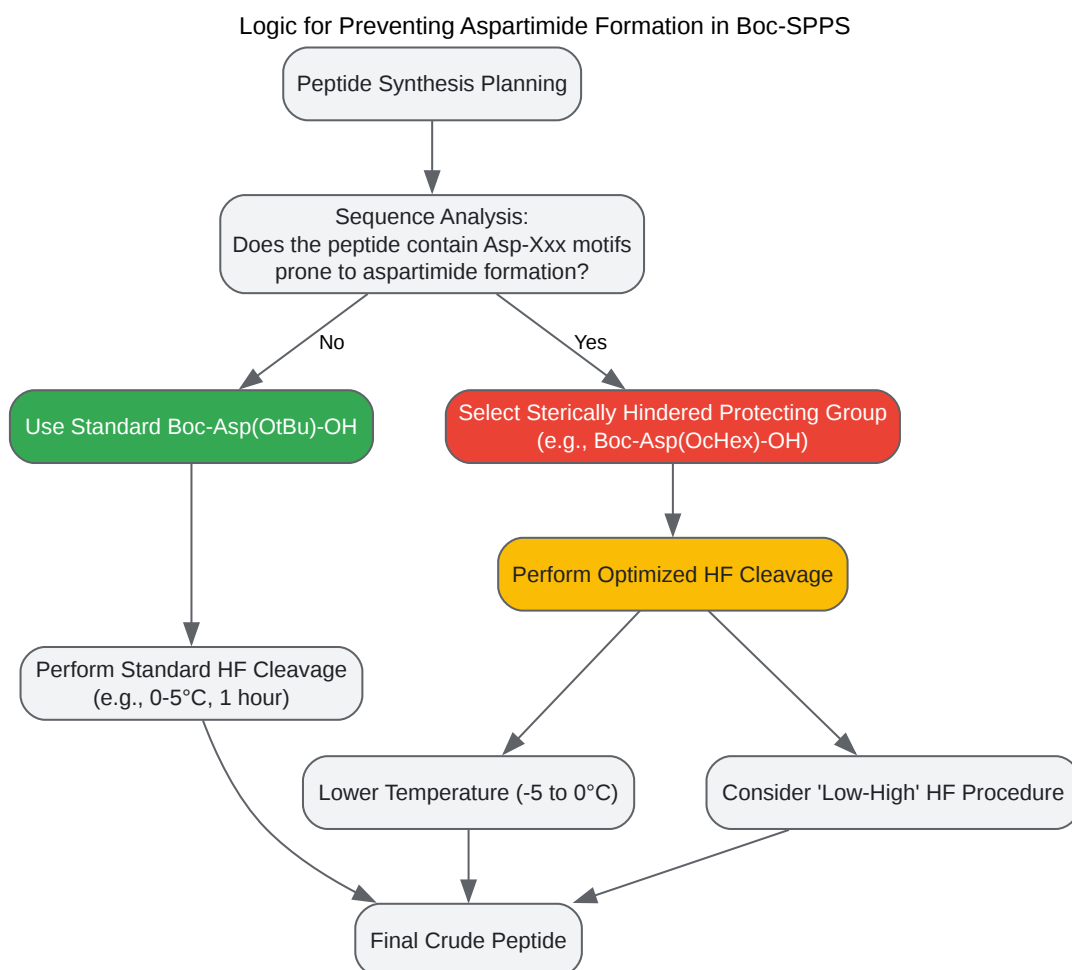 Logic for Preventing Aspartimide Formation in Boc-SPPS
Peptide Synthesis Planning
Sequence Analysis:
Does the peptide contain Asp-Xxx motifs
prone to aspartimide formation?
No
Yes
Use Standard Boc-Asp(OtBu)-OH
Select Sterically Hindered Protecting Group
(e.g., Boc-Asp(OcHex)-OH)
Perform Optimized HF Cleavage
Perform Standard HF Cleavage
(e.g., 0-5°C, 1 hour)
Lower Temperature (-5 to 0°C)
Consider 'Low-High' HF Procedure
Final Crude Peptide